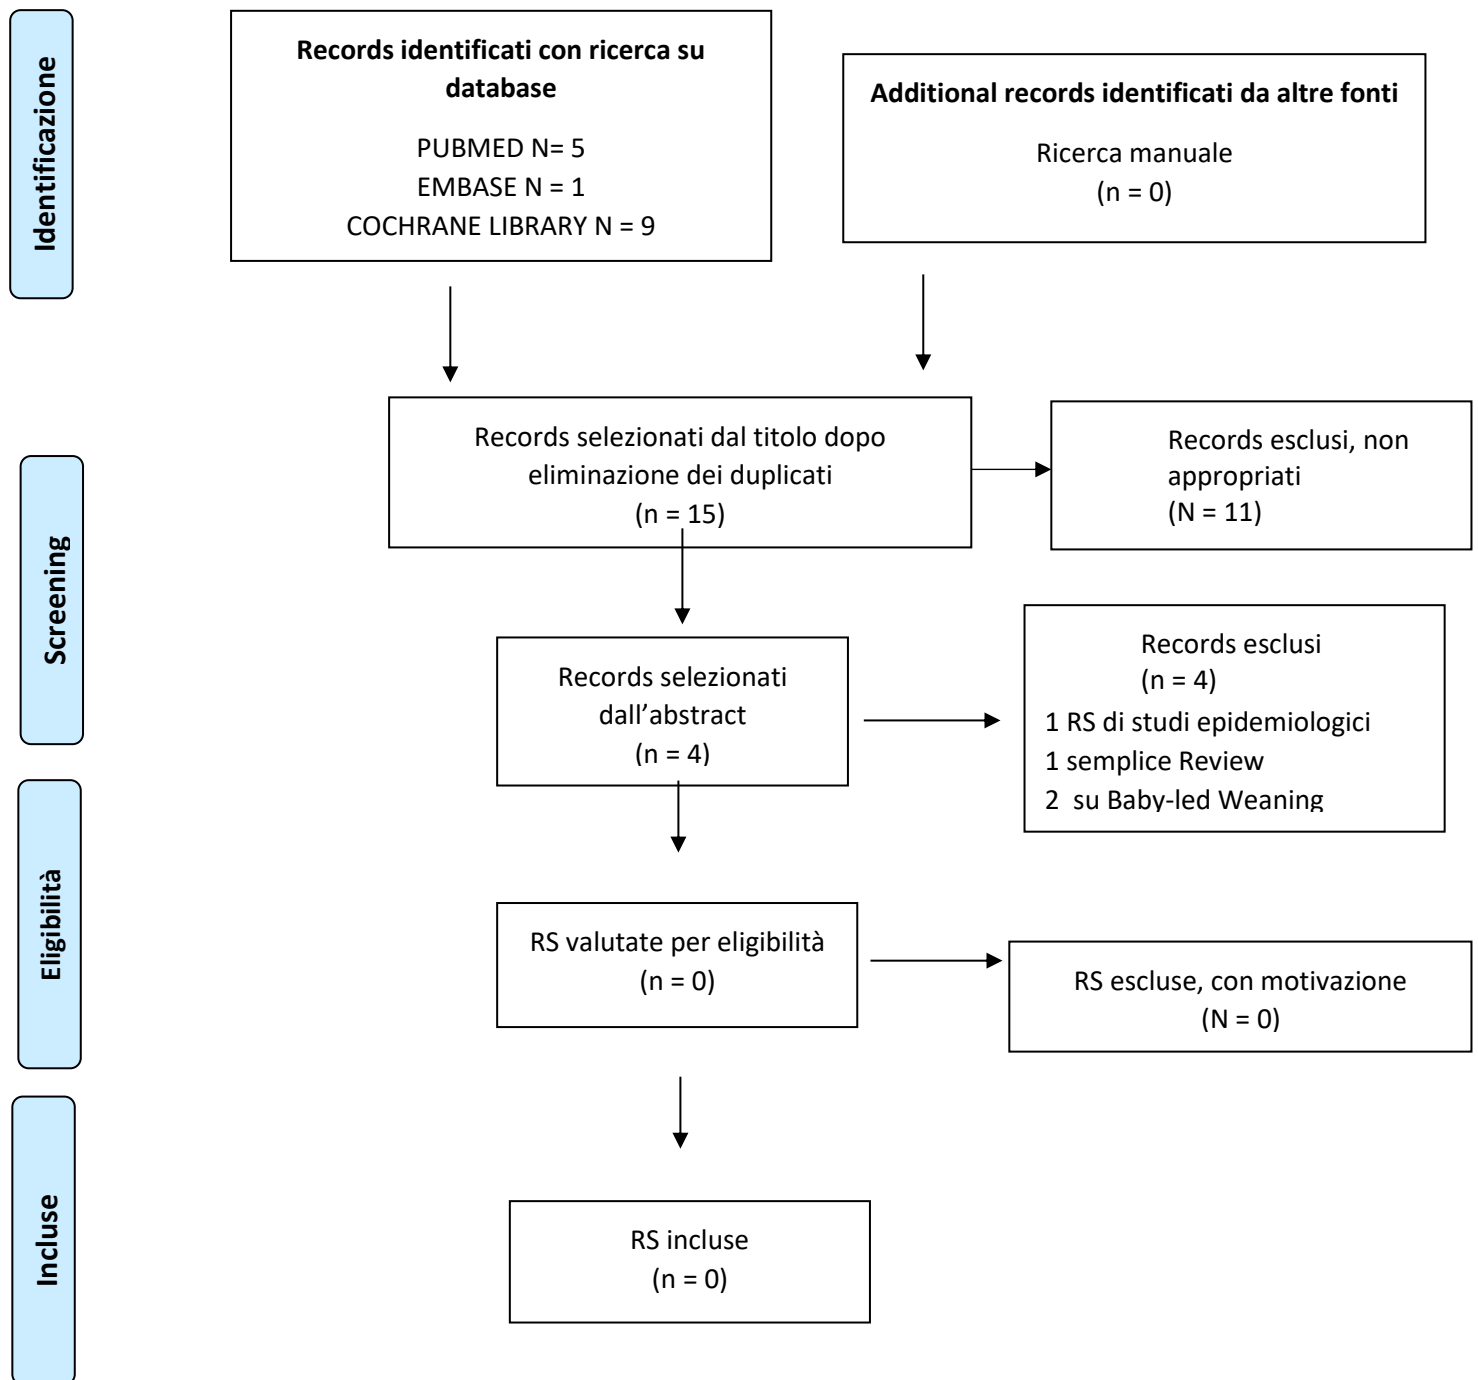 Identificazione
Records identificati con ricerca su
database
PUBMED N= 5
EMBASE N = 1
COCHRANE LIBRARY N = 9
Additional records identificati da altre fonti
Ricerca manuale
(n = 0)
Screening
Records selezionati dal titolo dopo
eliminazione dei duplicati
(n = 15)
Records esclusi, non
appropriati
(N = 11)
Records selezionati
dall’abstract
(n = 4)
Records esclusi
(n = 4)
1 RS di studi epidemiologici
1 semplice Review
2  su Baby-led Weaning
Eligibilità
RS valutate per eligibilità
(n = 0)
RS escluse, con motivazione
(N = 0)
Incluse
RS incluse
(n = 0)